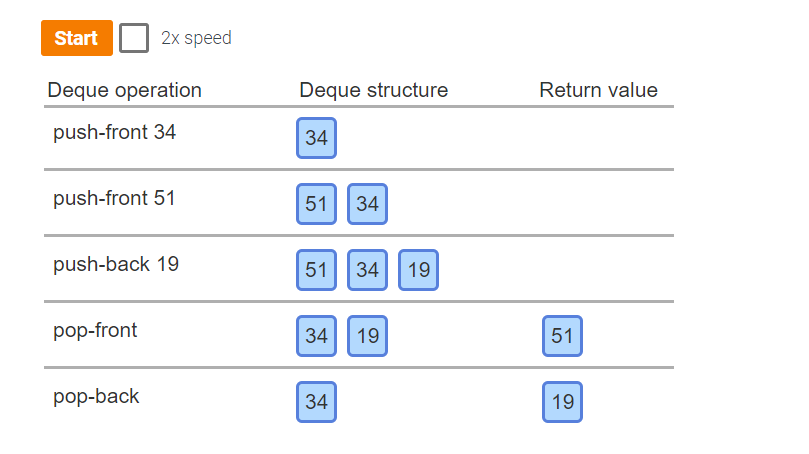 Start 2x speed
Deque operation Deque structure Return value
push-front 34 34
push-front 51 51 34
push-back 19 51 34 19
pop-front 34 19 51
pop-back 34 19